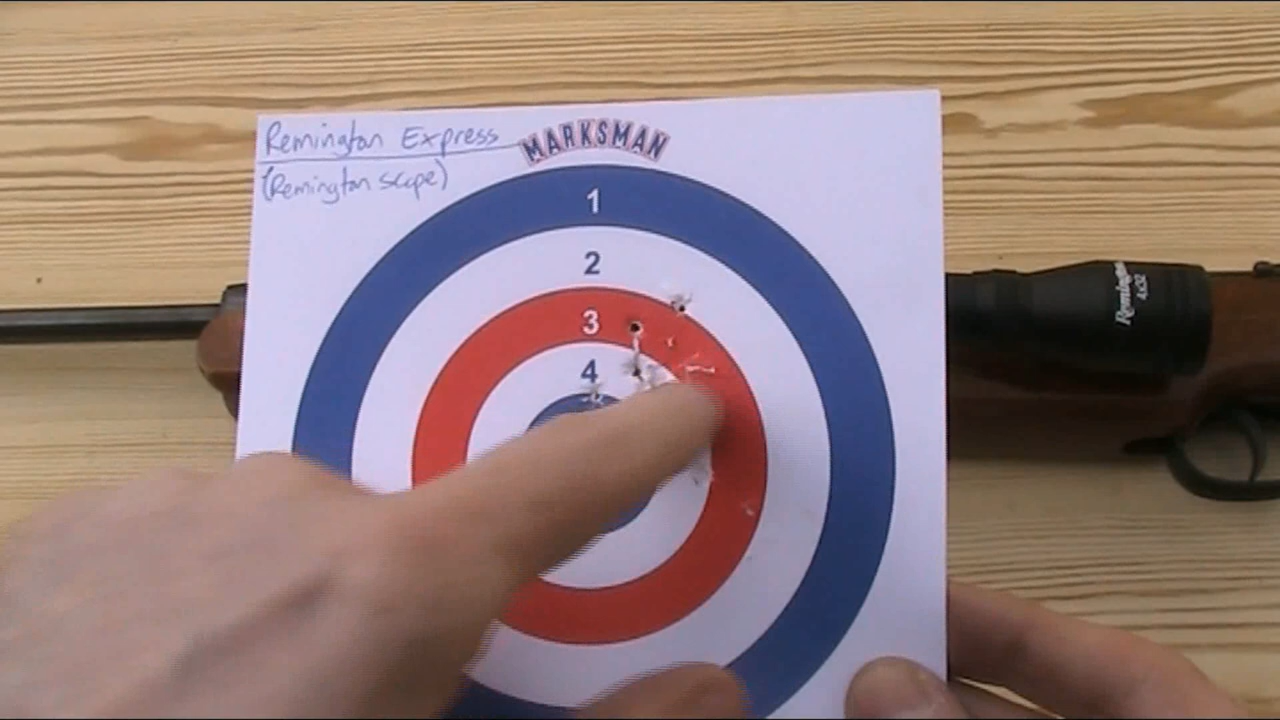 Remington Express
(Remington scope)
MARKSMAN
1
2
3
4
Remington
4x32